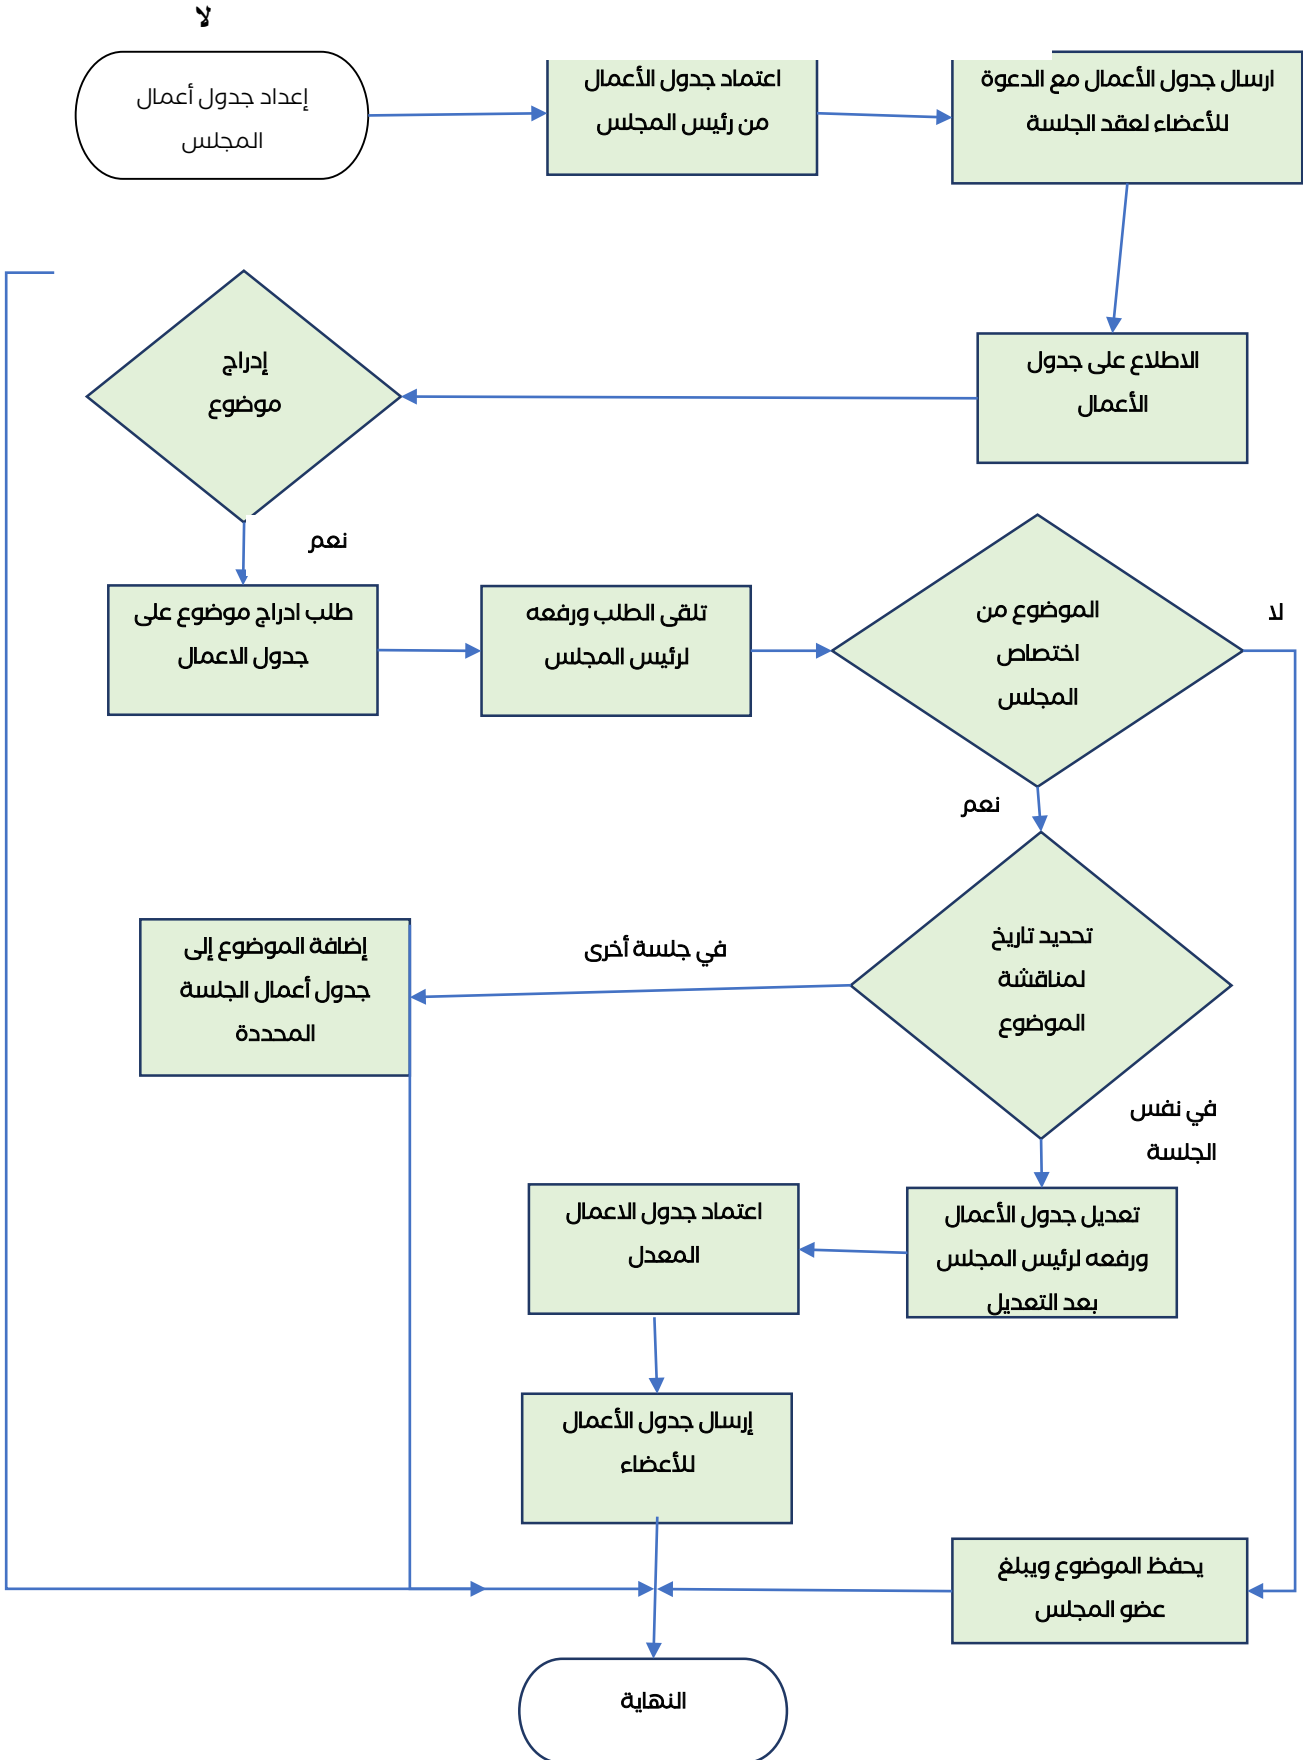 لا
إعداد جدول أعمال
المجلس
اعتماد جدول الأعمال
من رئيس المجلس
ارسال جدول الأعمال مع الدعوة
للأعضاء لعقد الجلسة
الاطلاع على جدول
الأعمال
إدراج
موضوع
نعم
طلب ادراج موضوع على
جدول الاعمال
تلقى الطلب ورفعه
لرئيس المجلس
الموضوع من
اختصاص
المجلس
لا
نعم
تحديد تاريخ
لمناقشة
الموضوع
في جلسة أخرى
إضافة الموضوع إلى
جدول أعمال الجلسة
المحددة
في نفس
الجلسة
تعديل جدول الأعمال
ورفعه لرئيس المجلس
بعد التعديل
اعتماد جدول الاعمال
المعدل
إرسال جدول الأعمال
للأعضاء
يحفظ الموضوع ويبلغ
عضو المجلس
النهاية